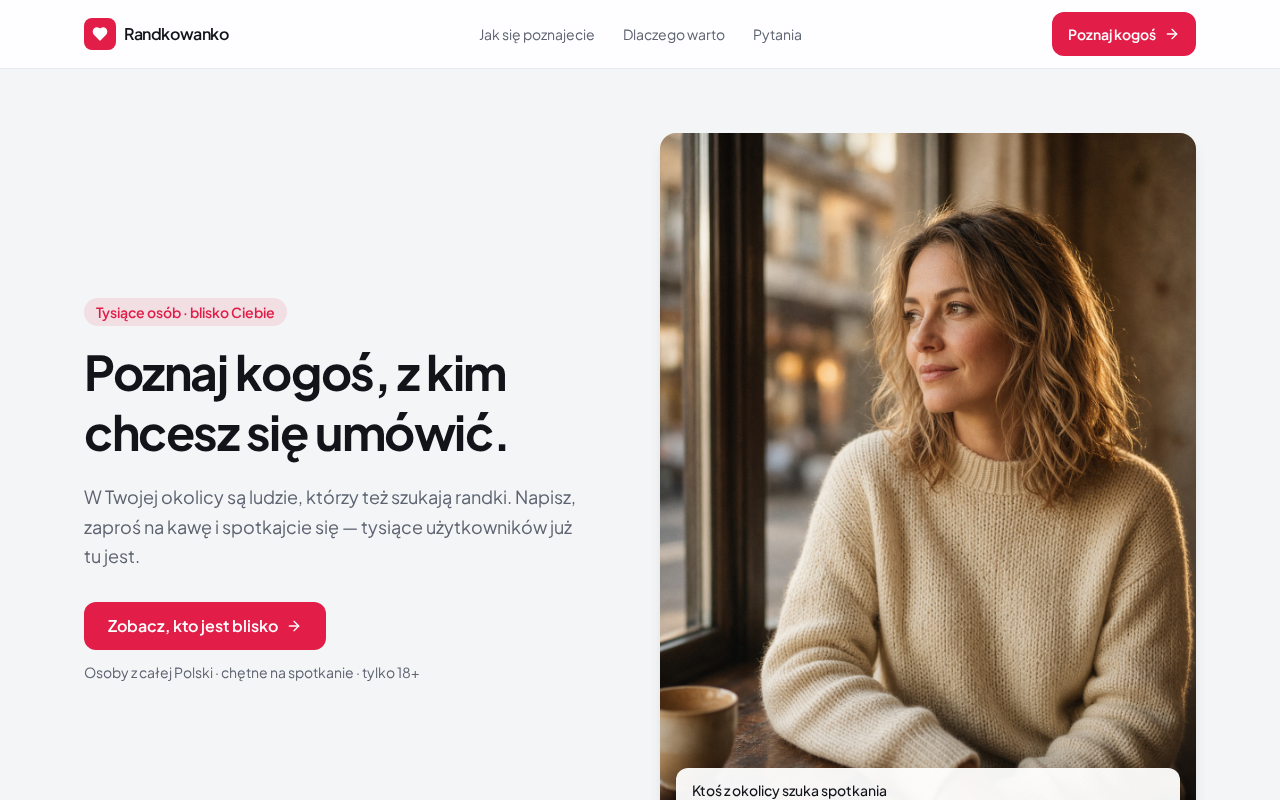 Randkowanko
Jak się poznajecie
Dlaczego warto
Pytania
Poznaj kogoś
Tysiące osób · blisko Ciebie
Poznaj kogoś, z kim
chcesz się umówić.
W Twojej okolicy są ludzie, którzy też szukają randki. Napisz,
zaproś na kawę i spotkajcie się — tysiące użytkowników już
tu jest.
Zobacz, kto jest blisko
Osoby z całej Polski · chętne na spotkanie · tylko 18+
Ktoś z okolicy szuka spotkania